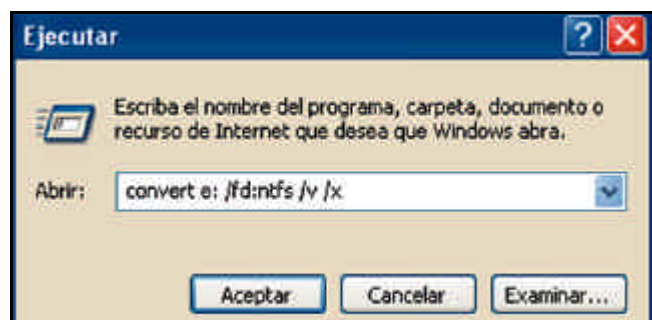 Ejecutar
Escriba el nombre del programa, carpeta, documento o
recurso de Internet que desea que Windows abra.
Abrir: convert e: /fd:ntfs /v /x
Aceptar Cancelar Examinar...